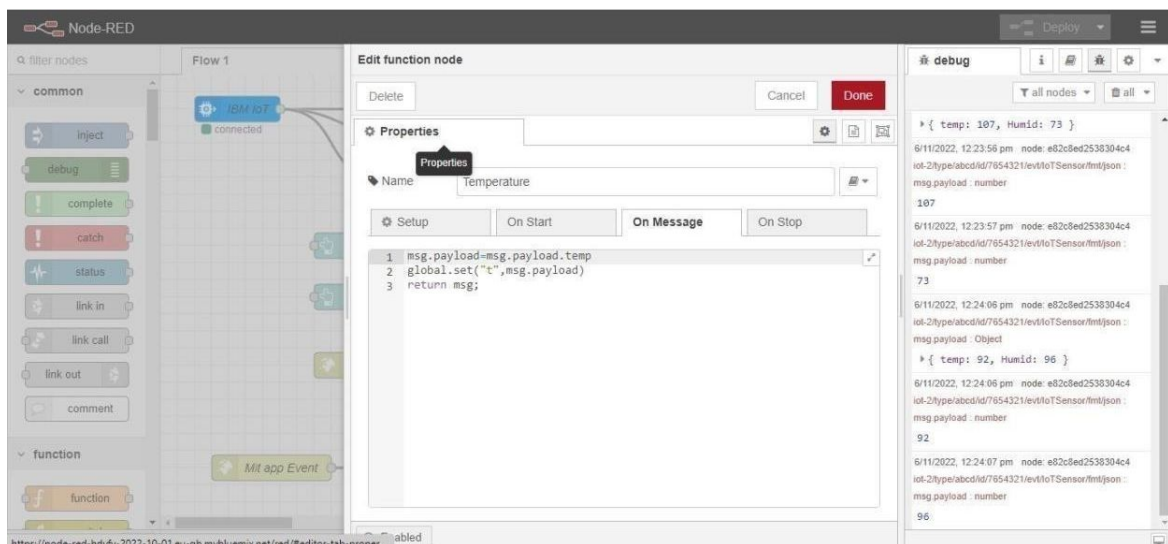 Node-RED
Deploy
filter nodes
Flow 1
Edit function node
debug
i
common
Delete
Cancel
Done
all nodes
all
IBM IoT
connected
inject
Properties
{ temp: 107, Humid: 73 }
Properties
6/11/2022, 12:23:56 pm node: e82c8ed2538304c4
iot-2/type/abcd/id/7654321/evt/IoTSensor/fmt/json :
msg.payload : number
107
debug
Name
Temperature
complete
Setup
On Start
On Message
On Stop
6/11/2022, 12:23:57 pm node: e82c8ed2538304c4
iot-2/type/abcd/id/7654321/evt/IoTSensor/fmt/json :
msg.payload : number
73
catch
1 msg.payload=msg.payload.temp
2 global.set("t",msg.payload)
3 return msg;
status
link in
6/11/2022, 12:24:06 pm node: e82c8ed2538304c4
iot-2/type/abcd/id/7654321/evt/IoTSensor/fmt/json :
msg.payload : Object
{ temp: 92, Humid: 96 }
link call
link out
comment
6/11/2022, 12:24:06 pm node: e82c8ed2538304c4
iot-2/type/abcd/id/7654321/evt/IoTSensor/fmt/json :
msg.payload : number
92
function
Mit app Event
6/11/2022, 12:24:07 pm node: e82c8ed2538304c4
iot-2/type/abcd/id/7654321/evt/IoTSensor/fmt/json :
msg.payload : number
96
function